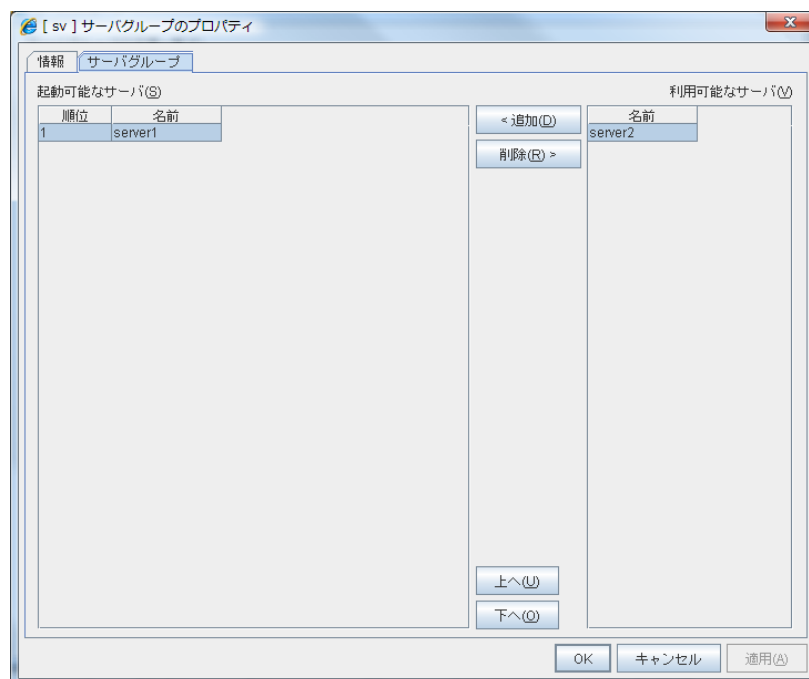 [ sv ] サーバグループのプロパティ
情報 サーバグループ
起動可能なサーバ(S) 利用可能なサーバ(V)
順位 名前 < 追加(D) 名前
1 server1 server2
削除(R) >
上へ(U)
下へ(O)
OK キャンセル 適用(A)